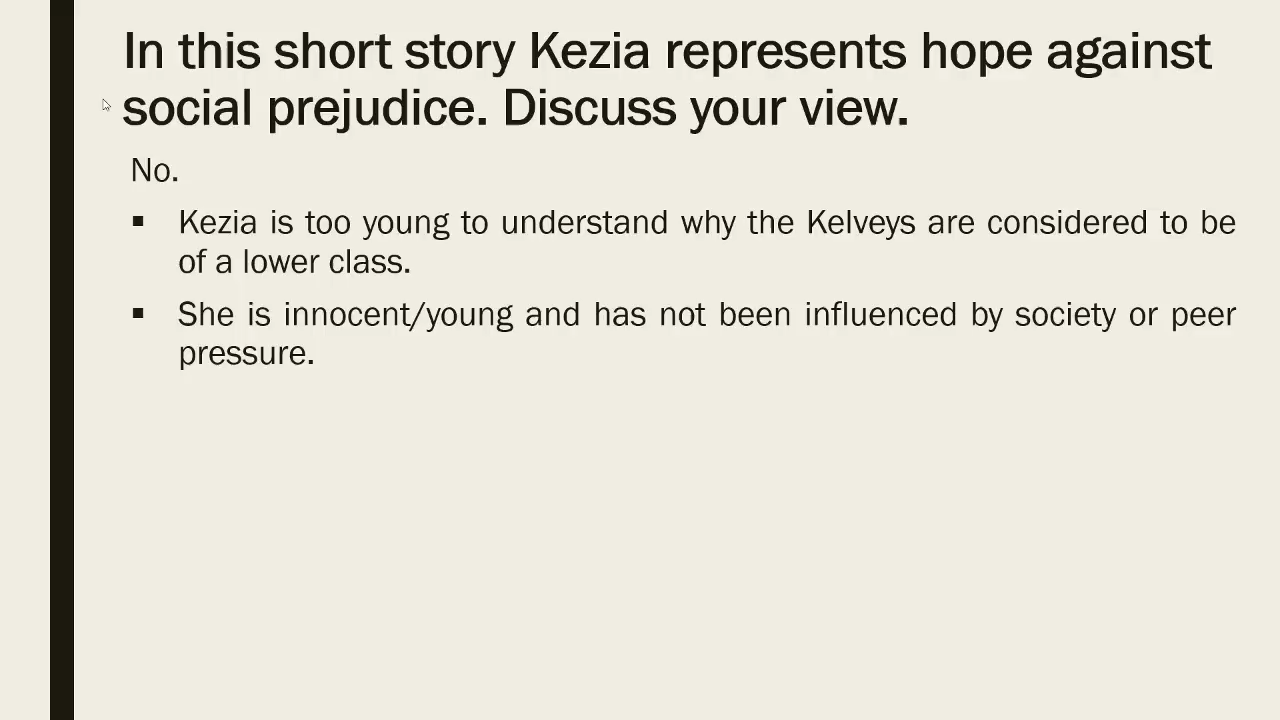 In this short story Kezia represents hope against
social prejudice. Discuss your view.
No.
▪ Kezia is too young to understand why the Kelveys are considered to be
of a lower class.
▪ She is innocent/young and has not been influenced by society or peer
pressure.